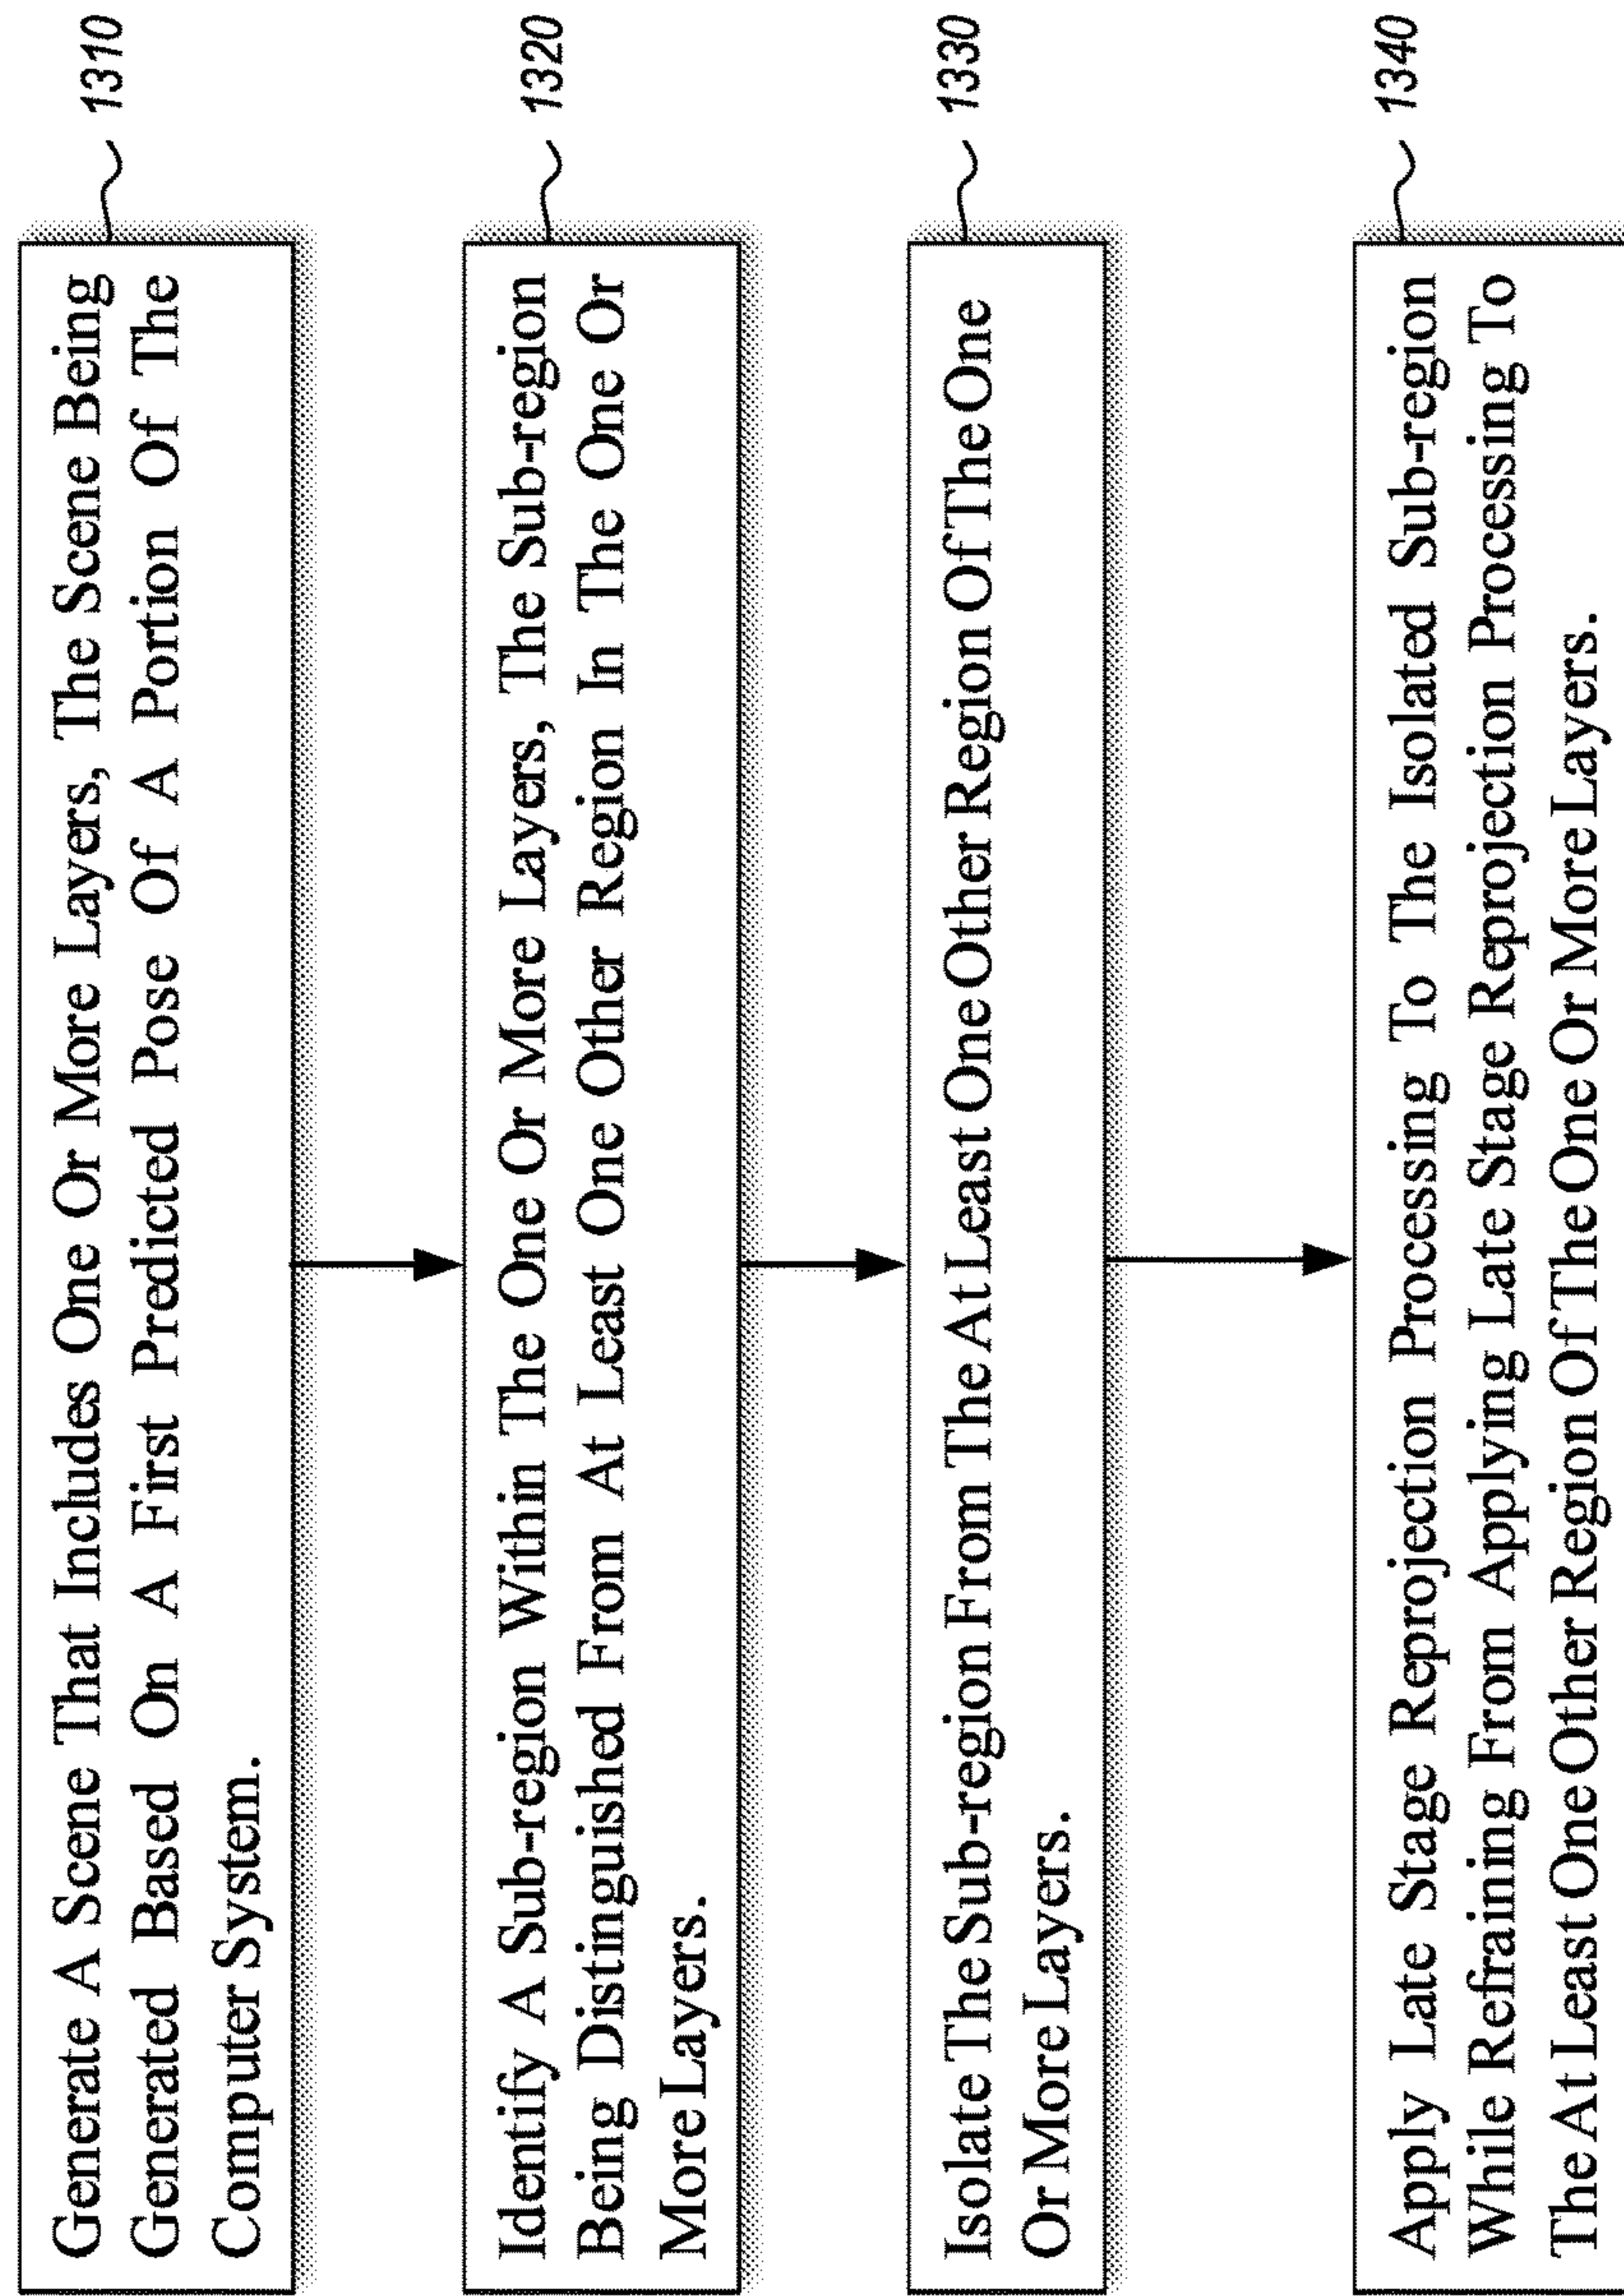 Generate A Scene That Includes One Or More Layers, The Scene Being
Generated Based On A First Predicted Pose Of A Portion Of The
Computer System.
1310
Identify A Sub-region Within The One Or More Layers, The Sub-region
Being Distinguished From At Least One Other Region In The One Or
More Layers.
1320
Isolate The Sub-region From The At Least One Other Region Of The One
Or More Layers.
1330
Apply Late Stage Reprojection Processing To The Isolated Sub-region
While Refraining From Applying Late Stage Reprojection Processing To
The At Least One Other Region Of The One Or More Layers.
1340